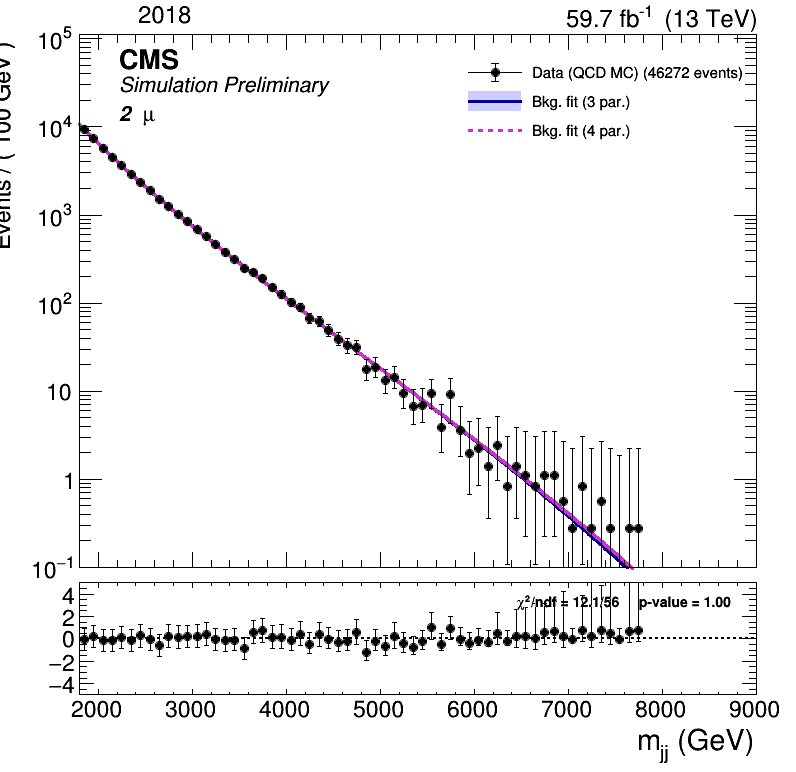 2018 59.7 fb⁻¹ (13 TeV)
CMS
Simulation Preliminary
2 μ
Data (QCD MC) (46272 events)
Bkg. fit (3 par.)
Bkg. fit (4 par.)
Events / ( 100 GeV )
10⁵
10⁴
10³
10²
10
1
10⁻¹
χ²/ndf = 12.1/56 p-value = 1.00
4
2
0
−2
−4
2000 3000 4000 5000 6000 7000 8000 9000
m_jj (GeV)